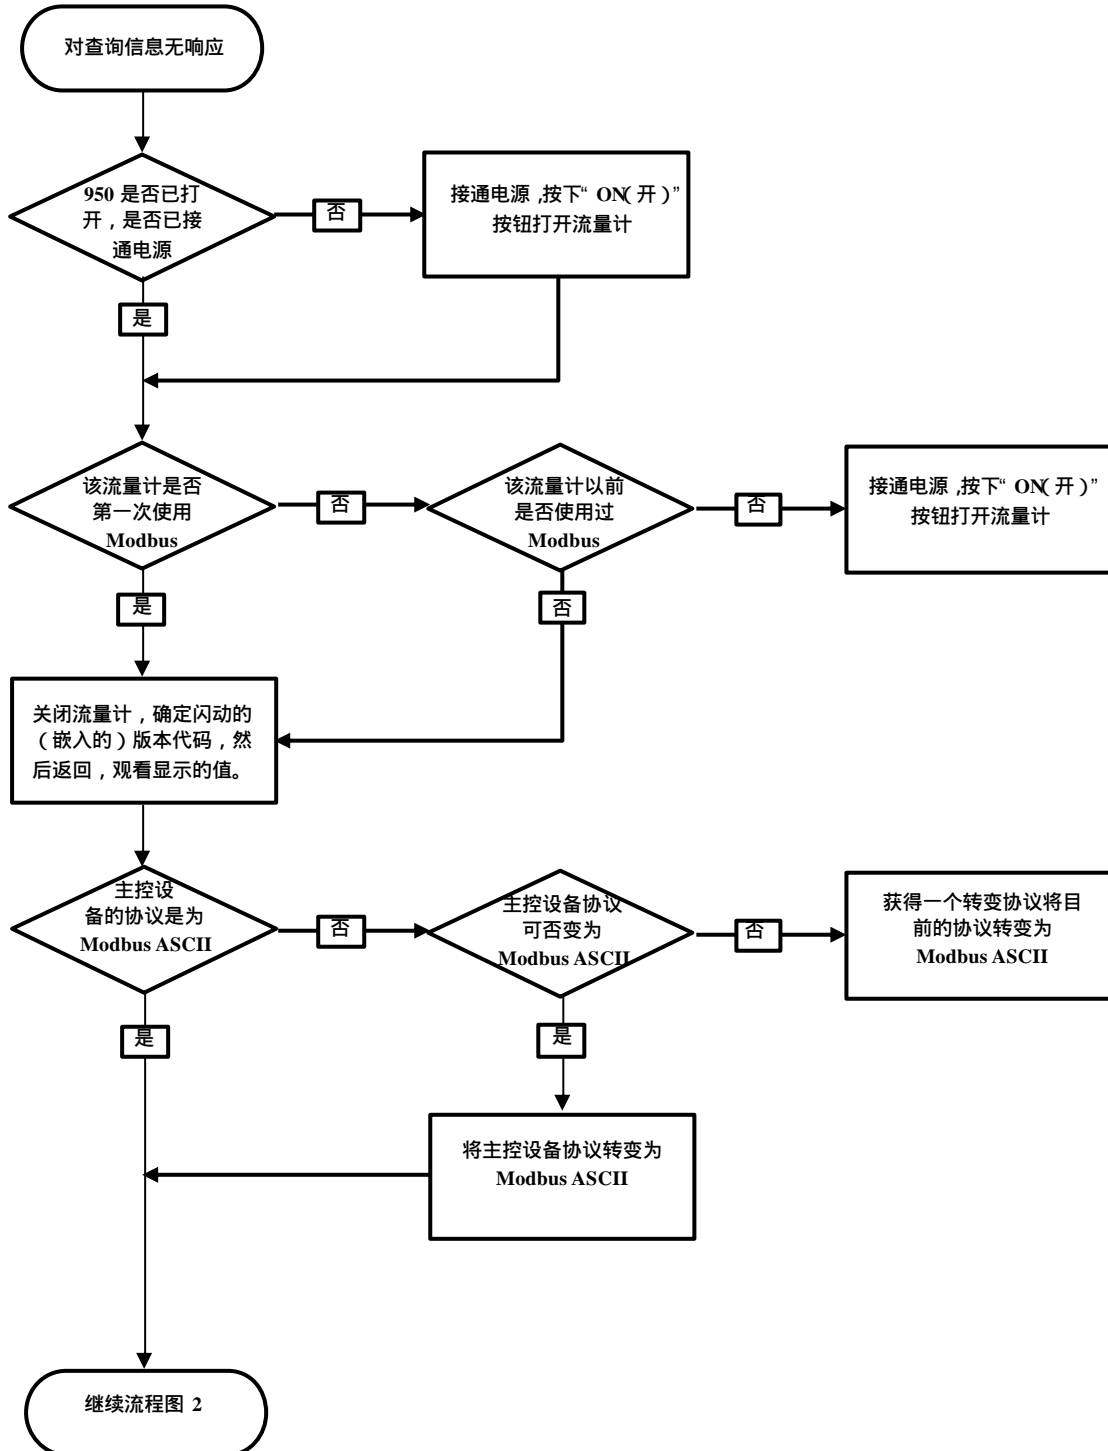 对查询信息无响应
950 是否已打
开，是否已接
通电源
否
接通电源 ,按下“ ON( 开 )”
按钮打开流量计
是
该流量计是否
第一次使用
Modbus
否
该流量计以前
是否使用过
Modbus
否
接通电源 ,按下“ ON( 开 )”
按钮打开流量计
是
否
关闭流量计，确定闪动的
（嵌入的）版本代码，然
后返回，观看显示的值。
主控设
备的协议是为
Modbus ASCII
否
主控设备协议
可否变为
Modbus ASCII
否
获得一个转变协议将目
前的协议转变为
Modbus ASCII
是
是
将主控设备协议转变为
Modbus ASCII
继续流程图 2